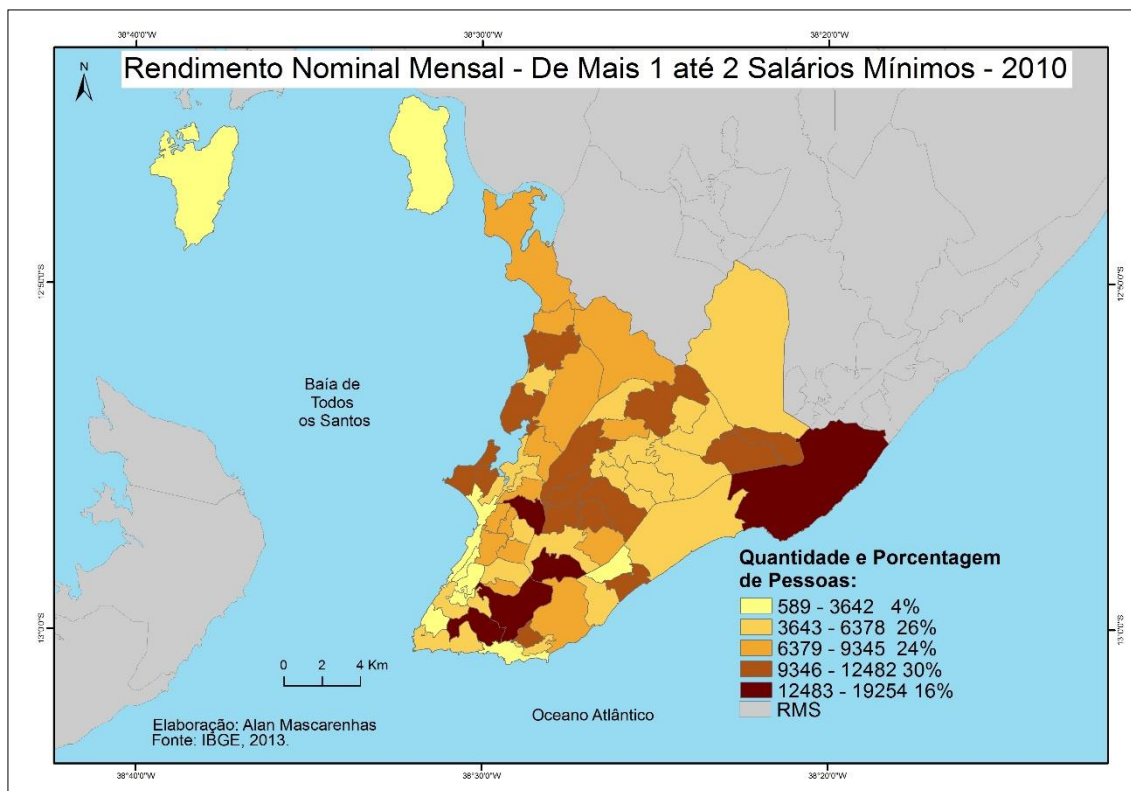 38°40'0"W 38°30'0"W 38°20'0"W
N
Rendimento Nominal Mensal - De Mais 1 até 2 Salários Mínimos - 2010
12°50'0"S 12°50'0"S
Baía de
Todos
os Santos
Quantidade e Porcentagem
de Pessoas:
589 - 3642 4%
3643 - 6378 26%
6379 - 9345 24%
9346 - 12482 30%
12483 - 19254 16%
RMS
13°0'0"S 13°0'0"S
0 2 4 Km
Oceano Atlântico
Elaboração: Alan Mascarenhas
Fonte: IBGE, 2013.
38°40'0"W 38°30'0"W 38°20'0"W